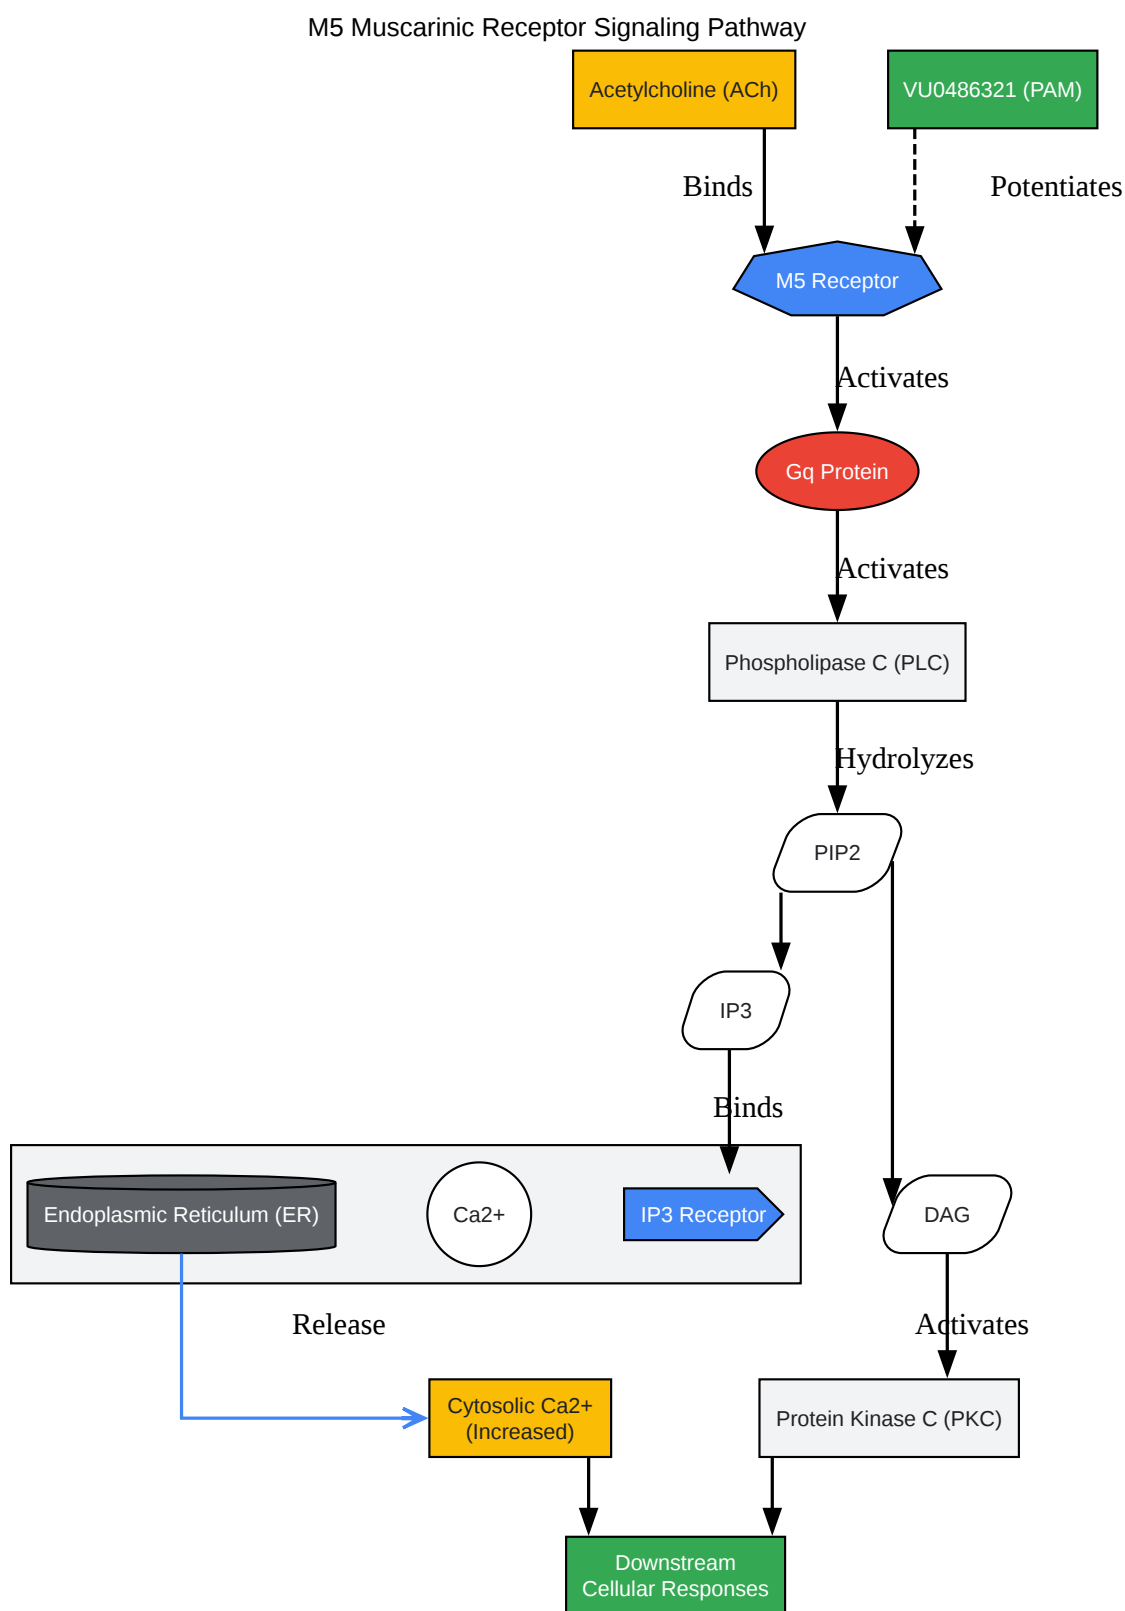 M5 Muscarinic Receptor Signaling Pathway
Acetylcholine (ACh)
VU0486321 (PAM)
Binds
Potentiates
M5 Receptor
Activates
Gq Protein
Activates
Phospholipase C (PLC)
Hydrolyzes
PIP2
IP3
Binds
Endoplasmic Reticulum (ER)
Ca2+
IP3 Receptor
DAG
Release
Activates
Cytosolic Ca2+
(Increased)
Protein Kinase C (PKC)
Downstream
Cellular Responses